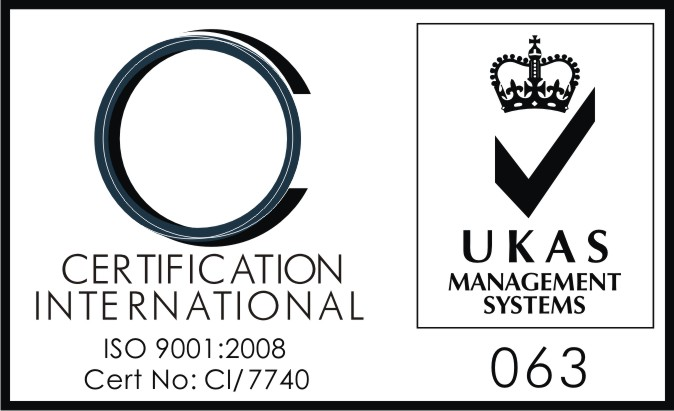 CERTIFICATION
INTERNATIONAL
ISO 9001:2008
Cert No: CI/7740
UKAS
MANAGEMENT
SYSTEMS
063